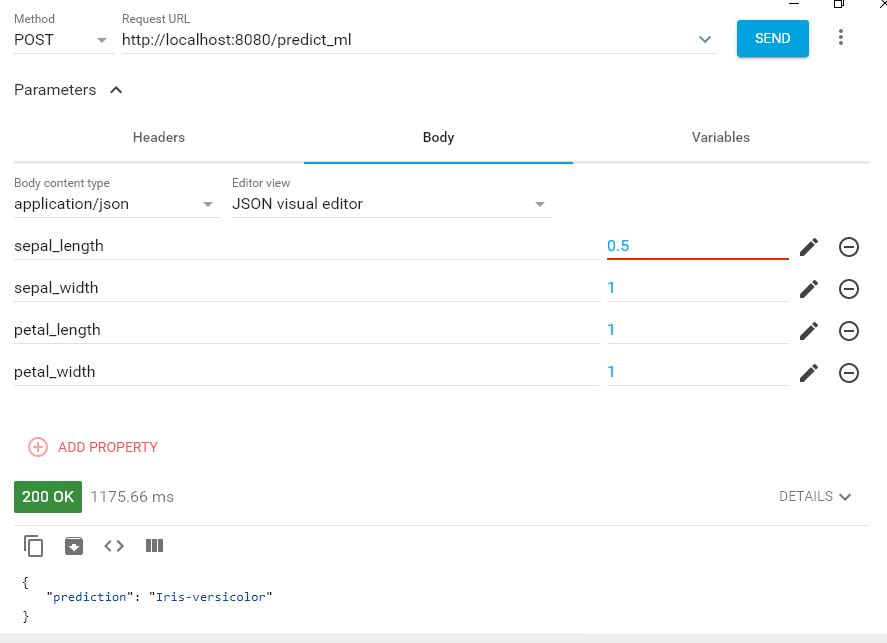 Method Request URL
POST http://localhost:8080/predict_ml SEND
Parameters
Headers Body Variables
Body content type Editor view
application/json JSON visual editor
sepal_length 0.5
sepal_width 1
petal_length 1
petal_width 1
ADD PROPERTY
200 OK 1175.66 ms DETAILS
{
"prediction": "Iris-versicolor"
}